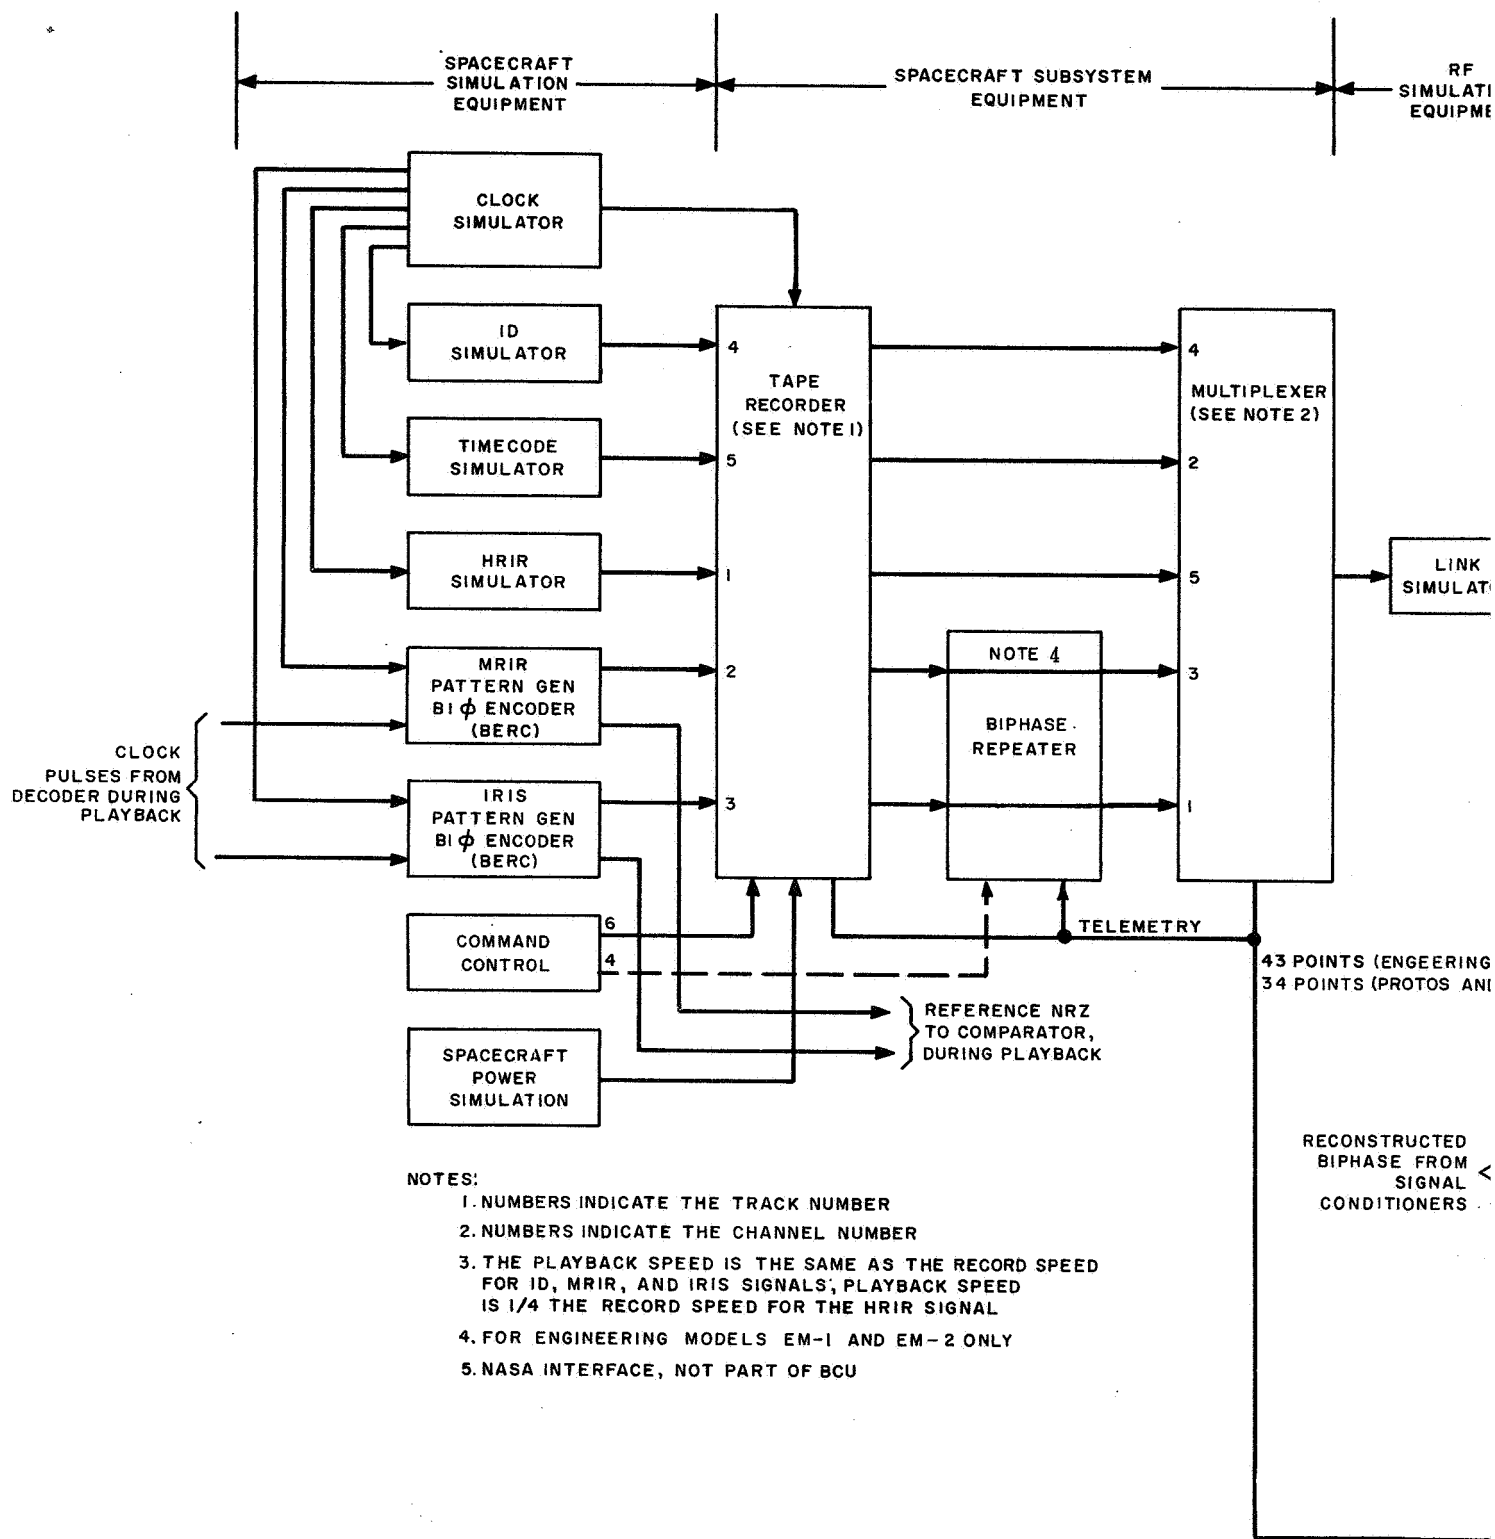 SPACECRAFT
SIMULATION
EQUIPMENT
SPACECRAFT SUBSYSTEM
EQUIPMENT
RF
SIMULATI
EQUIPME
CLOCK
SIMULATOR
ID
SIMULATOR
4
TAPE
RECORDER
(SEE NOTE 1)
4
MULTIPLEXER
(SEE NOTE 2)
TIMECODE
SIMULATOR
5
2
HRIR
SIMULATOR
1
5
LINK
SIMULAT
MRIR
PATTERN GEN
BI ϕ ENCODER
(BERC)
2
NOTE 4
BIPHASE
REPEATER
3
CLOCK
PULSES FROM
DECODER DURING
PLAYBACK
IRIS
PATTERN GEN
BI ϕ ENCODER
(BERC)
3
1
COMMAND
CONTROL
6
4
TELEMETRY
43 POINTS (ENGEERING
34 POINTS (PROTOS AND
REFERENCE NRZ
TO COMPARATOR,
DURING PLAYBACK
SPACECRAFT
POWER
SIMULATION
RECONSTRUCTED
BIPHASE FROM
SIGNAL
CONDITIONERS
NOTES:
1. NUMBERS INDICATE THE TRACK NUMBER
2. NUMBERS INDICATE THE CHANNEL NUMBER
3. THE PLAYBACK SPEED IS THE SAME AS THE RECORD SPEED
FOR ID, MRIR, AND IRIS SIGNALS; PLAYBACK SPEED
IS 1/4 THE RECORD SPEED FOR THE HRIR SIGNAL
4. FOR ENGINEERING MODELS EM-1 AND EM-2 ONLY
5. NASA INTERFACE, NOT PART OF BCU